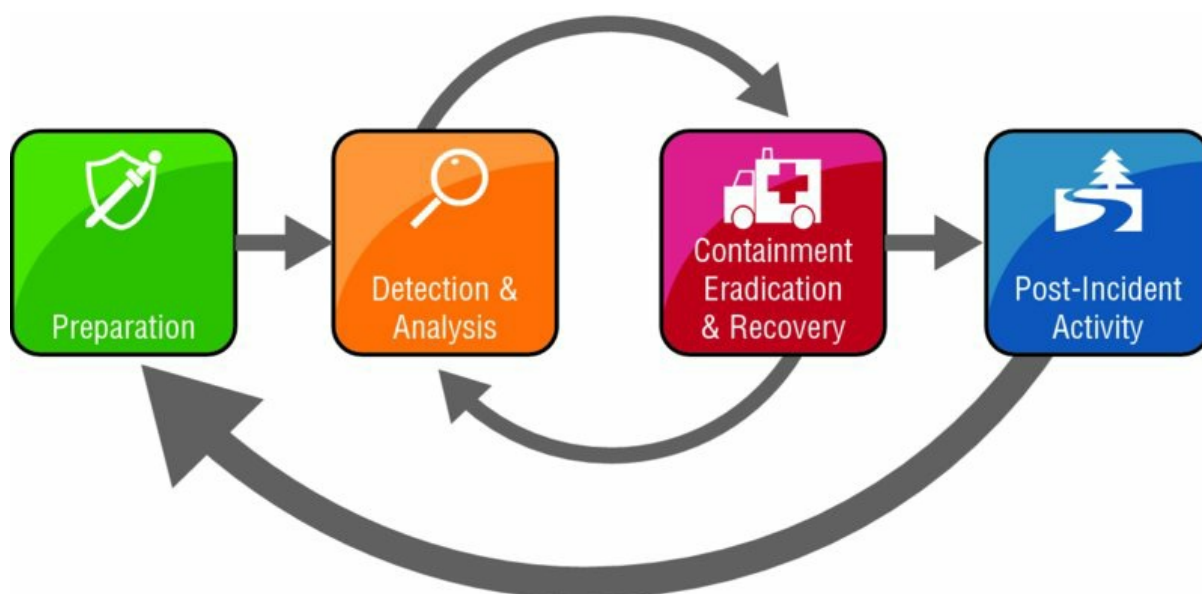 Preparation
Detection &
Analysis
Containment
Eradication
& Recovery
Post-Incident
Activity